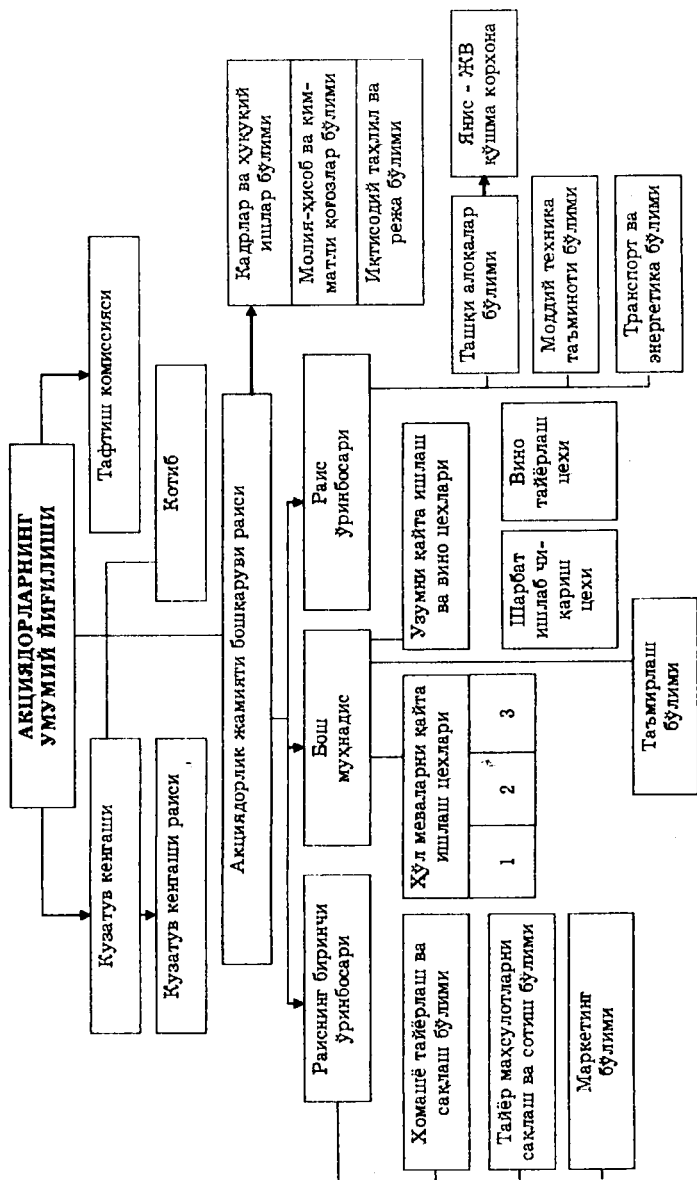 АКЦИЯДОРЛАРНИНГ
УМУМИЙ ЙИҒИЛИШИ
Кузатув кенгаши
Тафтиш комиссияси
Кузатув кенгаши раиси
Котиб
Акциядорлик жамияти бошқаруви раиси
Кадрлар ва ҳуқуқий
ишлар бўлими
Молия-ҳисоб ва қим-
матли қоғозлар бўлими
Иқтисодий таҳлил ва
режа бўлими
Раиснинг биринчи
ўринбосари
Бош
муҳнадис
Раис
ўринбосари
Хомашё тайёрлаш ва
сақлаш бўлими
Тайёр маҳсулотларни
сақлаш ва сотиш бўлими
Маркетинг
бўлими
Ҳўл меваларни қайта
ишлаш цехлари
1
2
3
Узумни қайта ишлаш
ва вино цехлари
Шарбат
ишлаб чи-
қариш
цехи
Вино
тайёрлаш
цехи
Таъмирлаш
бўлими
Ташқи алоқалар
бўлими
Янис - ЖВ
қўшма корхона
Моддий техника
таъминоти бўлими
Транспорт ва
энергетика бўлими